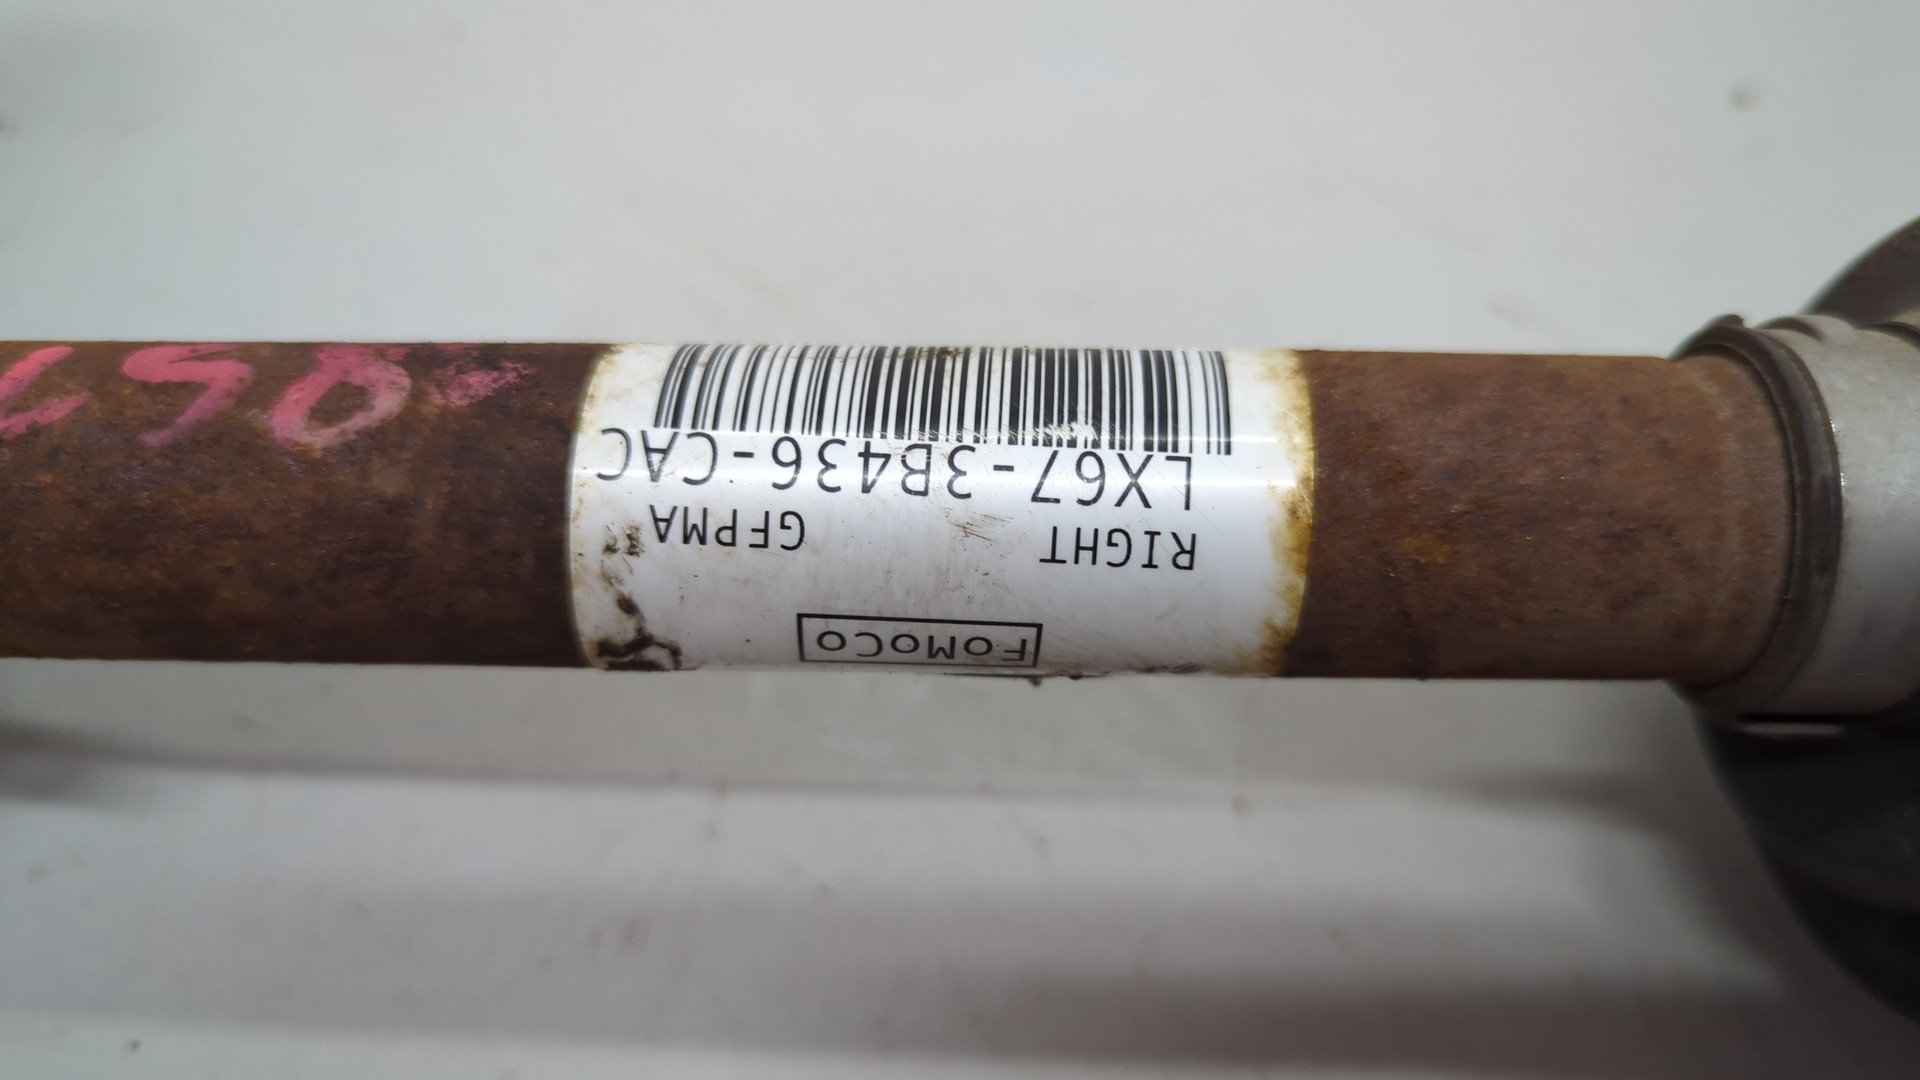 FoMoCo
RIGHT GFPMA
LX67-3B436-CAC